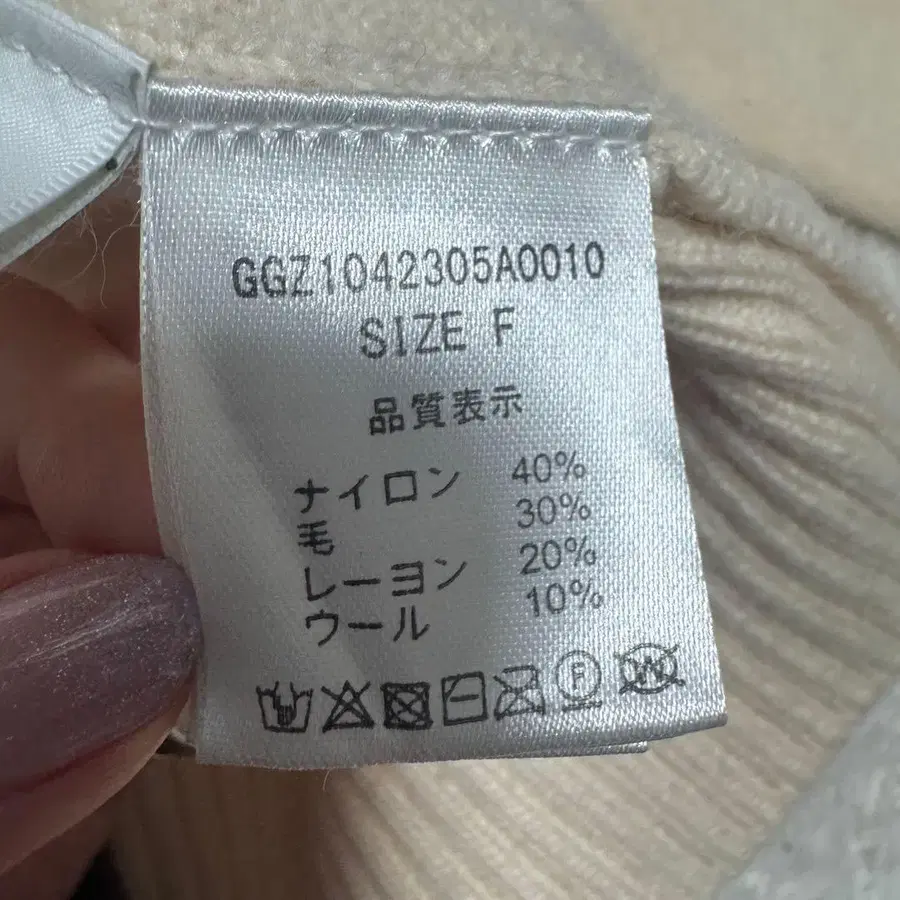 GGZ1042305A0010
SIZE F
品質表示
ナイロン 40%
毛 30%
レーヨン 20%
ウール 10%
F W